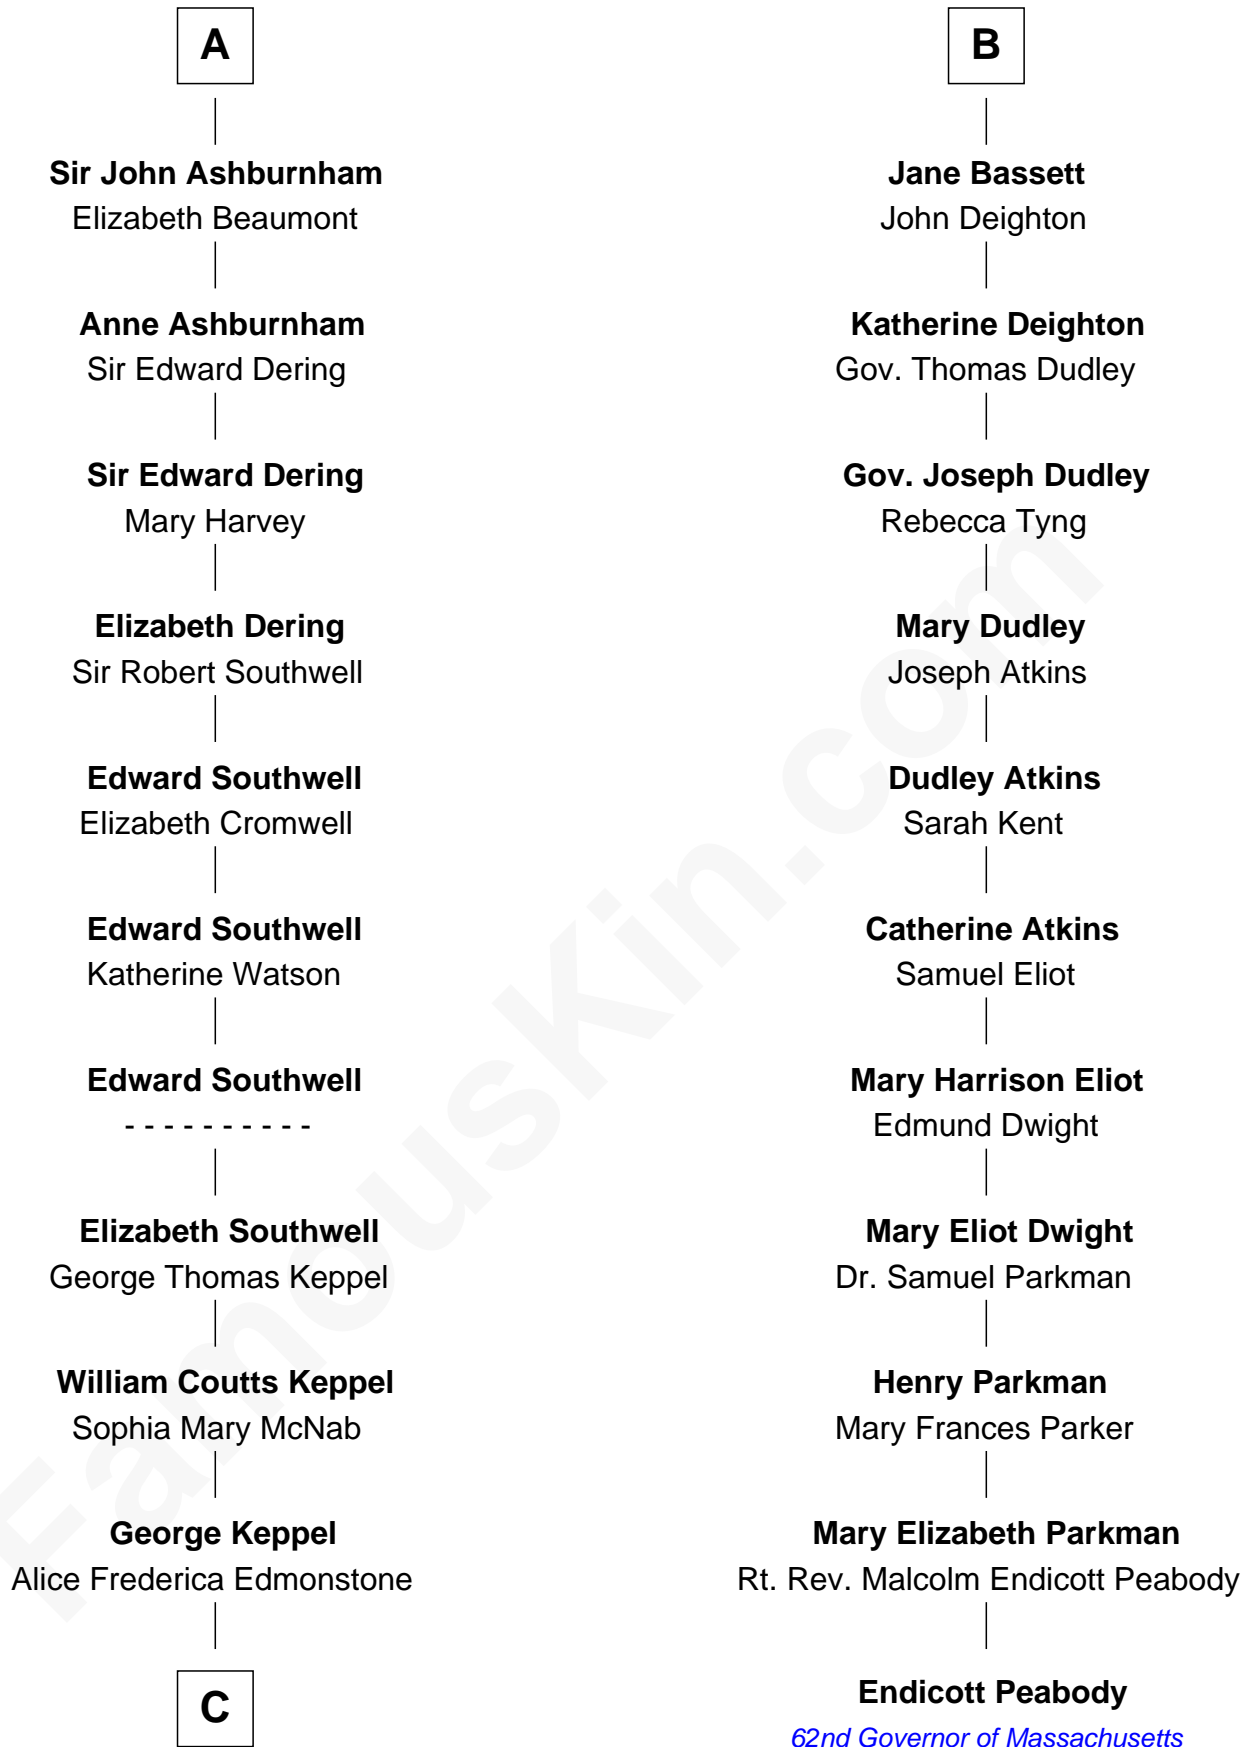 A
Sir John Ashburnham
Elizabeth Beaumont
Anne Ashburnham
Sir Edward Dering
Sir Edward Dering
Mary Harvey
Elizabeth Dering
Sir Robert Southwell
Edward Southwell
Elizabeth Cromwell
Edward Southwell
Katherine Watson
Edward Southwell
- - - - - - - - - -
Elizabeth Southwell
George Thomas Keppel
William Coutts Keppel
Sophia Mary McNab
George Keppel
Alice Frederica Edmonstone
C
B
Jane Bassett
John Deighton
Katherine Deighton
Gov. Thomas Dudley
Gov. Joseph Dudley
Rebecca Tyng
Mary Dudley
Joseph Atkins
Dudley Atkins
Sarah Kent
Catherine Atkins
Samuel Eliot
Mary Harrison Eliot
Edmund Dwight
Mary Eliot Dwight
Dr. Samuel Parkman
Henry Parkman
Mary Frances Parker
Mary Elizabeth Parkman
Rt. Rev. Malcolm Endicott Peabody
Endicott Peabody
62nd Governor of Massachusetts
FamousKin.com